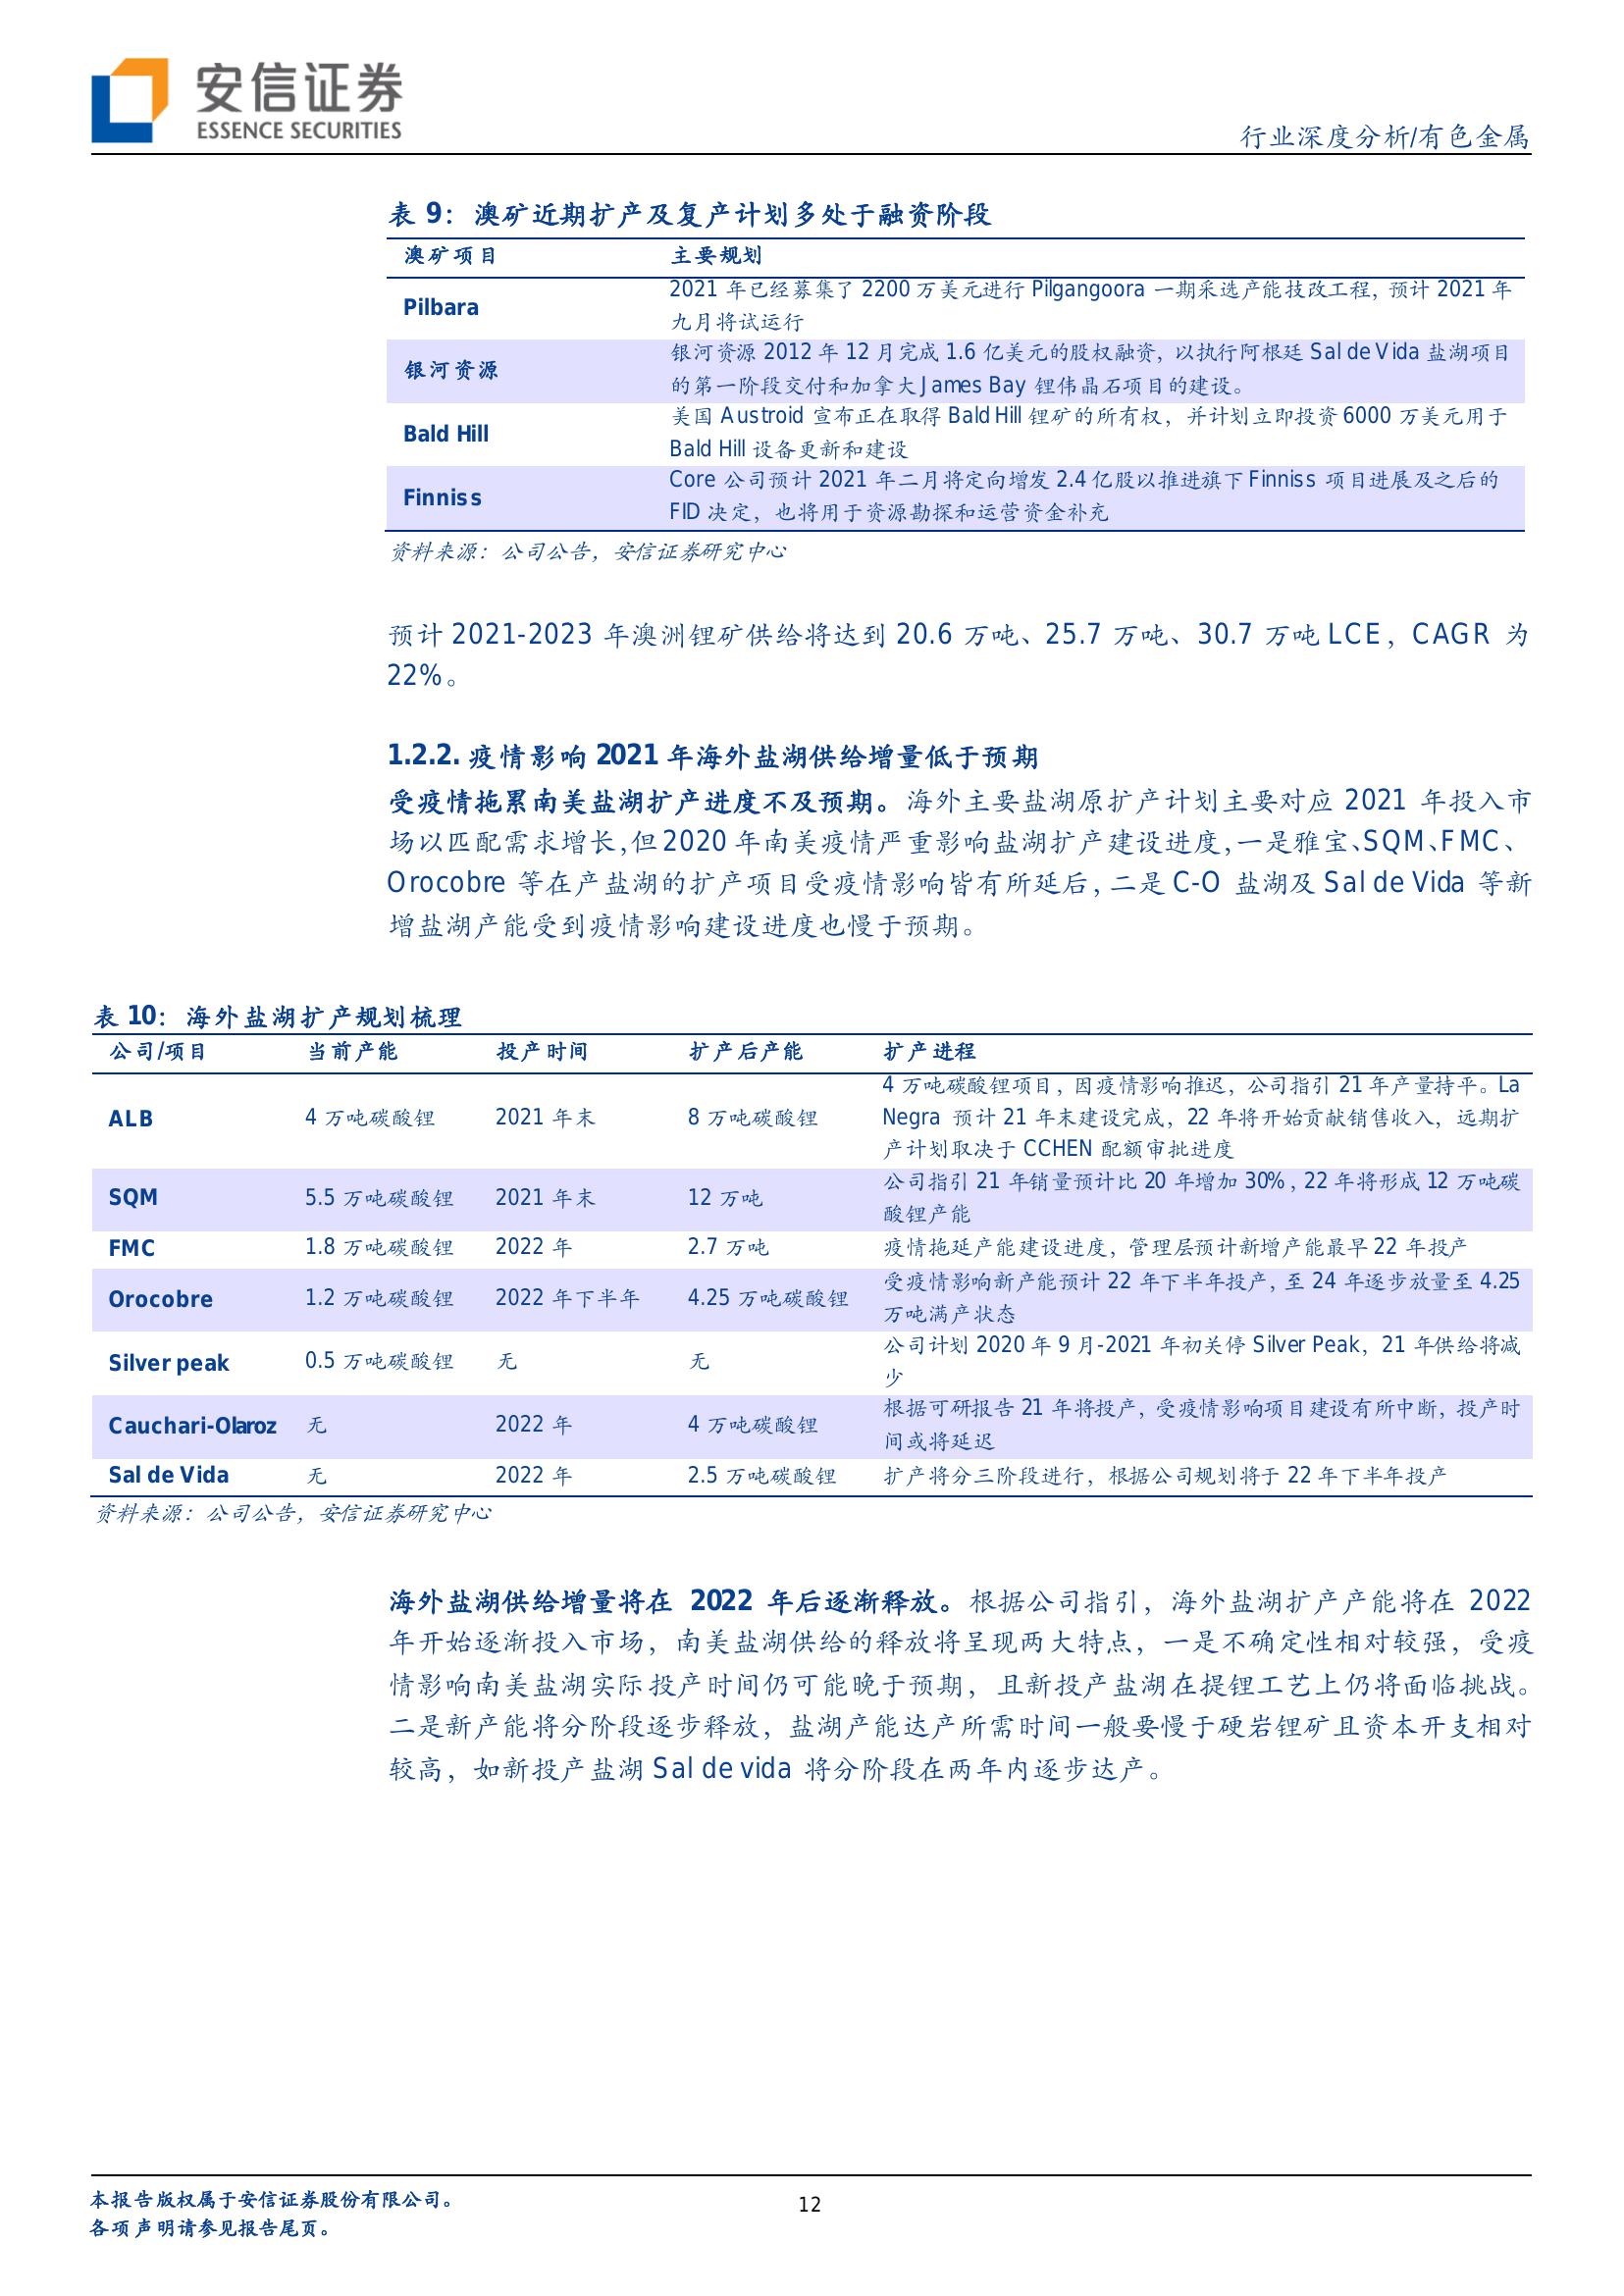 安信证券
ESSENCE SECURITIES
行业深度分析/有色金属
表 9：澳矿近期扩产及复产计划多处于融资阶段
澳矿项目 主要规划
Pilbara 2021 年已经募集了 2200 万美元进行 Pilgangoora 一期采选产能技改工程，预计 2021 年
九月将试运行
银河资源 银河资源 2012 年 12 月完成 1.6 亿美元的股权融资，以执行阿根廷 Sal de Vida 盐湖项目
的第一阶段交付和加拿大 James Bay 锂伟晶石项目的建设。
Bald Hill 美国 Austroid 宣布正在取得 Bald Hill 锂矿的所有权，并计划立即投资 6000 万美元用于
Bald Hill 设备更新和建设
Finniss Core 公司预计 2021 年二月将定向增发 2.4 亿股以推进旗下 Finniss 项目进展及之后的
FID 决定，也将用于资源勘探和运营资金补充
资料来源：公司公告，安信证券研究中心
预计 2021-2023 年澳洲锂矿供给将达到 20.6 万吨、25.7 万吨、30.7 万吨 LCE，CAGR 为
22%。
1.2.2. 疫情影响 2021 年海外盐湖供给增量低于预期
受疫情拖累南美盐湖扩产进度不及预期。海外主要盐湖原扩产计划主要对应 2021 年投入市
场以匹配需求增长，但 2020 年南美疫情严重影响盐湖扩产建设进度，一是雅宝、SQM、FMC、
Orocobre 等在产盐湖的扩产项目受疫情影响皆有所延后，二是 C-O 盐湖及 Sal de Vida 等新
增盐湖产能受到疫情影响建设进度也慢于预期。
表 10：海外盐湖扩产规划梳理
公司/项目 当前产能 投产时间 扩产后产能 扩产进程
ALB 4 万吨碳酸锂 2021 年末 8 万吨碳酸锂 4 万吨碳酸锂项目，因疫情影响推迟，公司指引 21 年产量持平。La
Negra 预计 21 年末建设完成，22 年将开始贡献销售收入，远期扩
产计划取决于 CCHEN 配额审批进度
SQM 5.5 万吨碳酸锂 2021 年末 12 万吨 公司指引 21 年销量预计比 20 年增加 30%，22 年将形成 12 万吨碳
酸锂产能
FMC 1.8 万吨碳酸锂 2022 年 2.7 万吨 疫情拖延产能建设进度，管理层预计新增产能最早 22 年投产
Orocobre 1.2 万吨碳酸锂 2022 年下半年 4.25 万吨碳酸锂 受疫情影响新产能预计 22 年下半年投产，至 24 年逐步放量至 4.25
万吨满产状态
Silver peak 0.5 万吨碳酸锂 无 无 公司计划 2020 年 9 月-2021 年初关停 Silver Peak，21 年供给将减
少
Cauchari-Olaroz 无 2022 年 4 万吨碳酸锂 根据可研报告 21 年将投产，受疫情影响项目建设有所中断，投产时
间或将延迟
Sal de Vida 无 2022 年 2.5 万吨碳酸锂 扩产将分三阶段进行，根据公司规划将于 22 年下半年投产
资料来源：公司公告，安信证券研究中心
海外盐湖供给增量将在 2022 年后逐渐释放。根据公司指引，海外盐湖扩产产能将在 2022
年开始逐渐投入市场，南美盐湖供给的释放将呈现两大特点，一是不确定性相对较强，受疫
情影响南美盐湖实际投产时间仍可能晚于预期，且新投产盐湖在提锂工艺上仍将面临挑战。
二是新产能将分阶段逐步释放，盐湖产能达产所需时间一般要慢于硬岩锂矿且资本开支相对
较高，如新投产盐湖 Sal de vida 将分阶段在两年内逐步达产。
本报告版权属于安信证券股份有限公司。
各项声明请参见报告尾页。
12